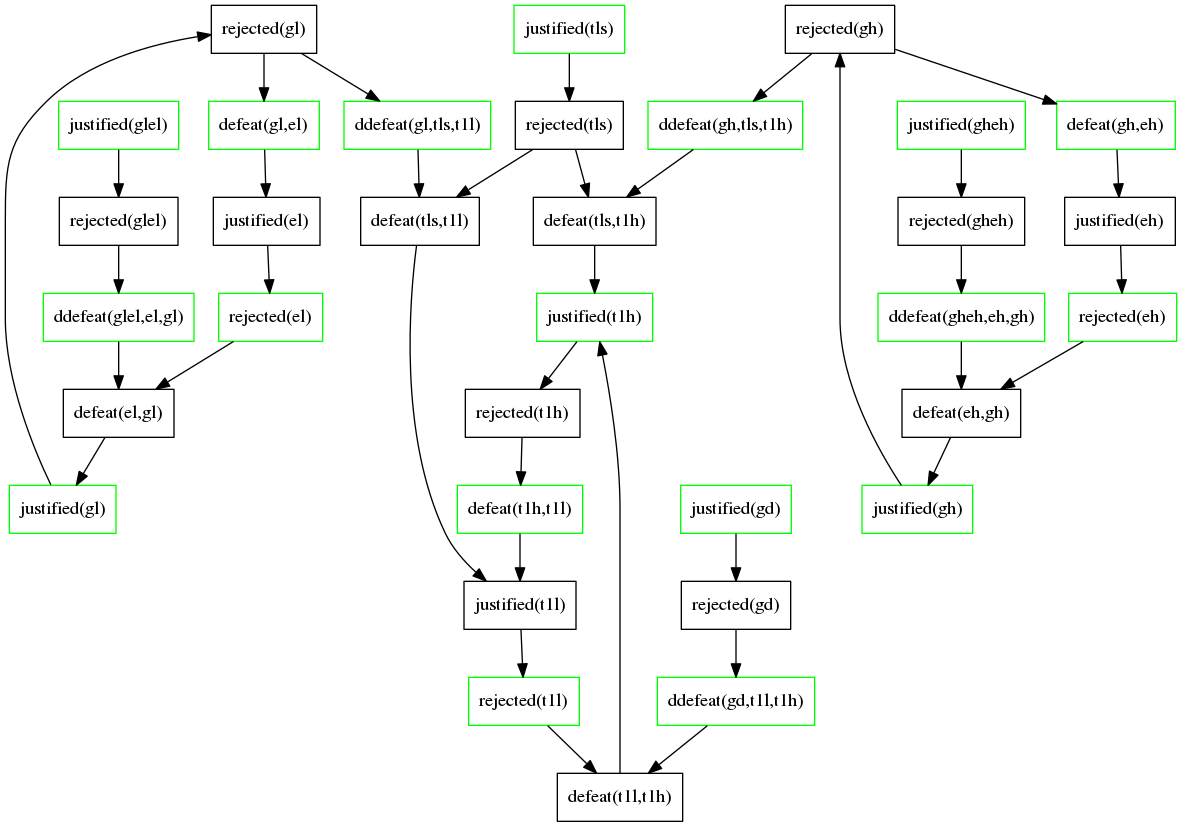 rejected(gl)
justified(tls)
rejected(gh)
justified(glel)
defeat(gl,el)
ddefeat(gl,tls,t1l)
rejected(tls)
ddefeat(gh,tls,t1h)
justified(gheh)
defeat(gh,eh)
rejected(glel)
justified(el)
defeat(tls,t1l)
defeat(tls,t1h)
rejected(gheh)
justified(eh)
ddefeat(glel,el,gl)
rejected(el)
justified(t1h)
ddefeat(gheh,eh,gh)
rejected(eh)
defeat(el,gl)
rejected(t1h)
defeat(eh,gh)
justified(gl)
defeat(t1h,t1l)
justified(gd)
justified(gh)
justified(t1l)
rejected(gd)
rejected(t1l)
ddefeat(gd,t1l,t1h)
defeat(t1l,t1h)